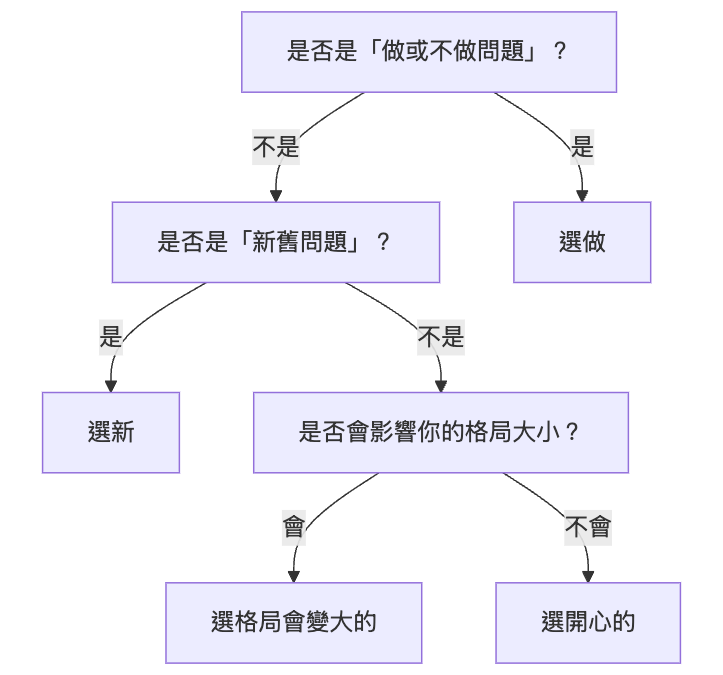 是否是「做或不做問題」？
不是
是
是否是「新舊問題」？
選做
是
不是
選新
是否會影響你的格局大小？
會
不會
選格局會變大的
選開心的